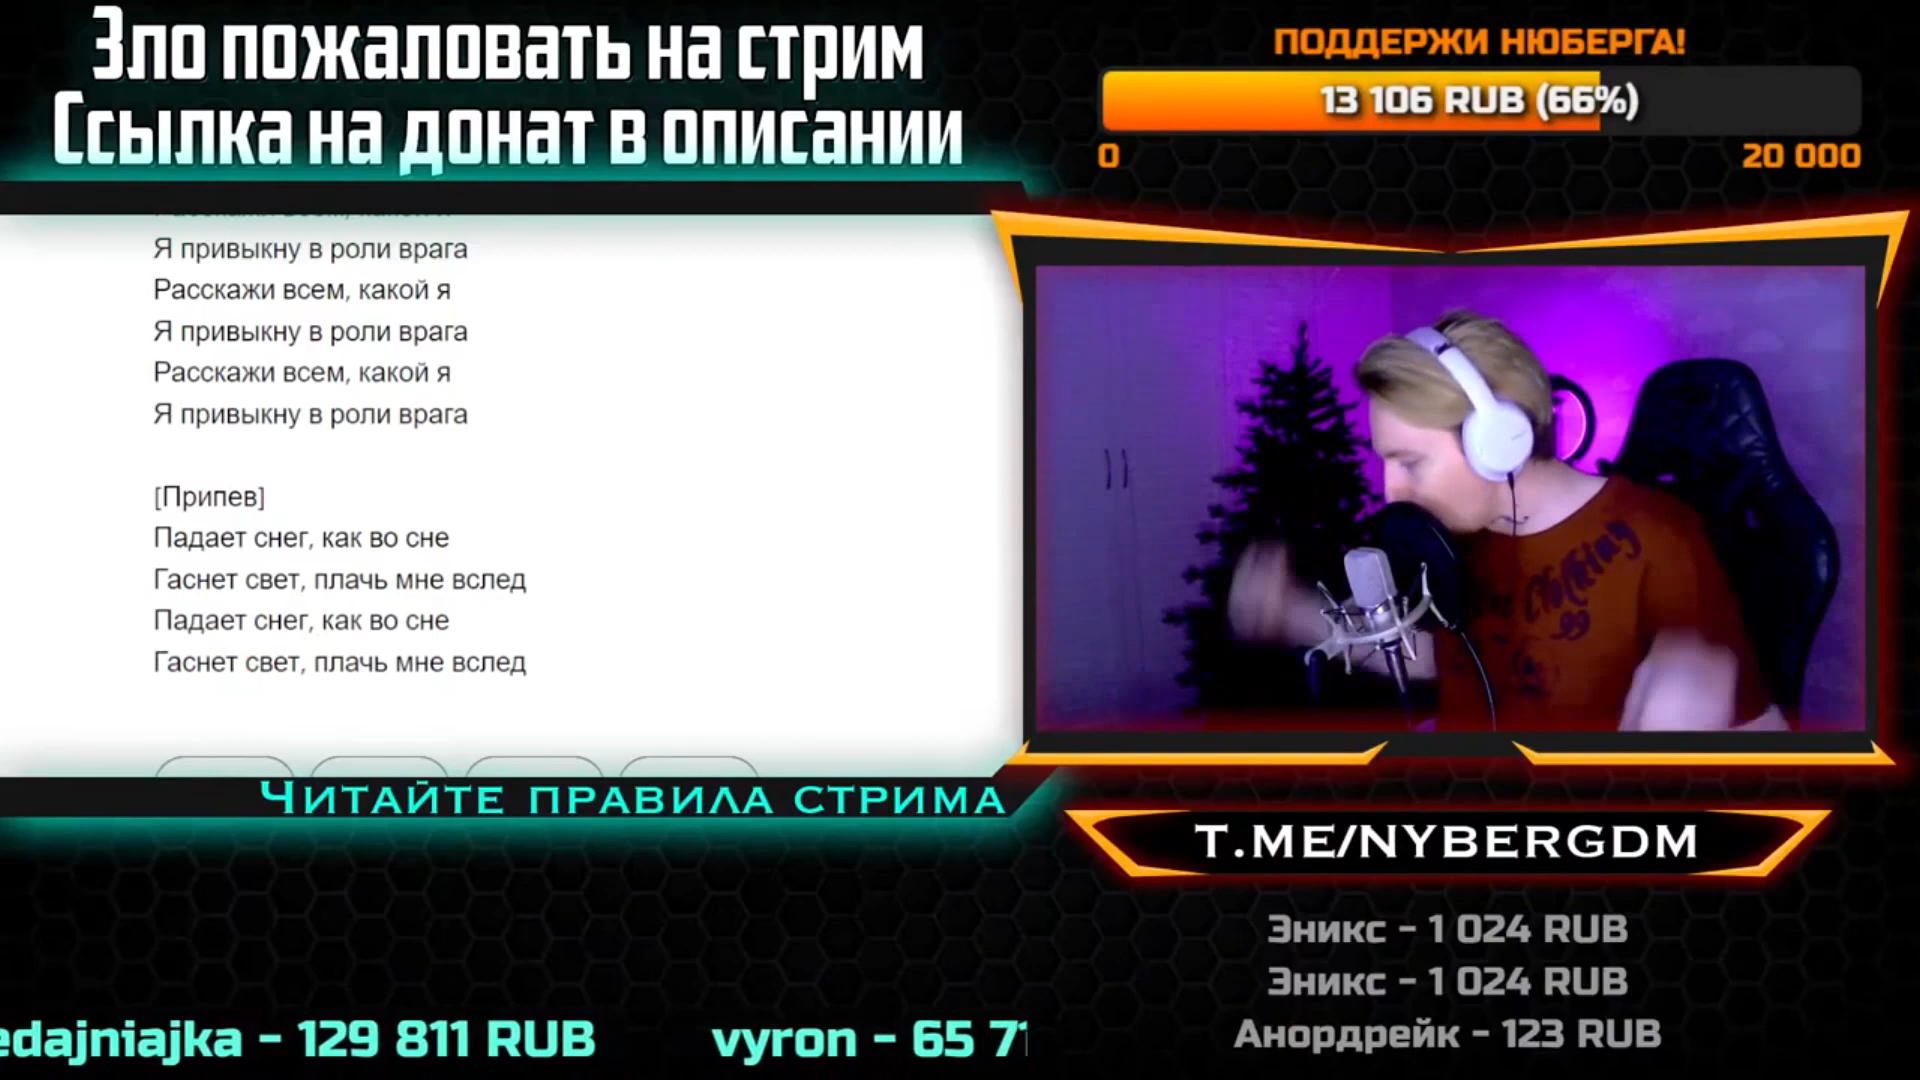 Зло пожаловать на стрим
Ссылка на донат в описании
ПОДДЕРЖИ НЮБЕРГА!
13 106 RUB (66%)
0
20 000
Я привыкну в роли врага
Расскажи всем, какой я
Я привыкну в роли врага
Расскажи всем, какой я
Я привыкну в роли врага
[Припев]
Падает снег, как во сне
Гаснет свет, плачь мне вслед
Падает снег, как во сне
Гаснет свет, плачь мне вслед
Clothing
99
Читайте правила стрима
T.ME/NYBERGDM
Эникс - 1 024 RUB
Эникс - 1 024 RUB
Анордрейк - 123 RUB
edajniajka - 129 811 RUB
vyron - 65 71